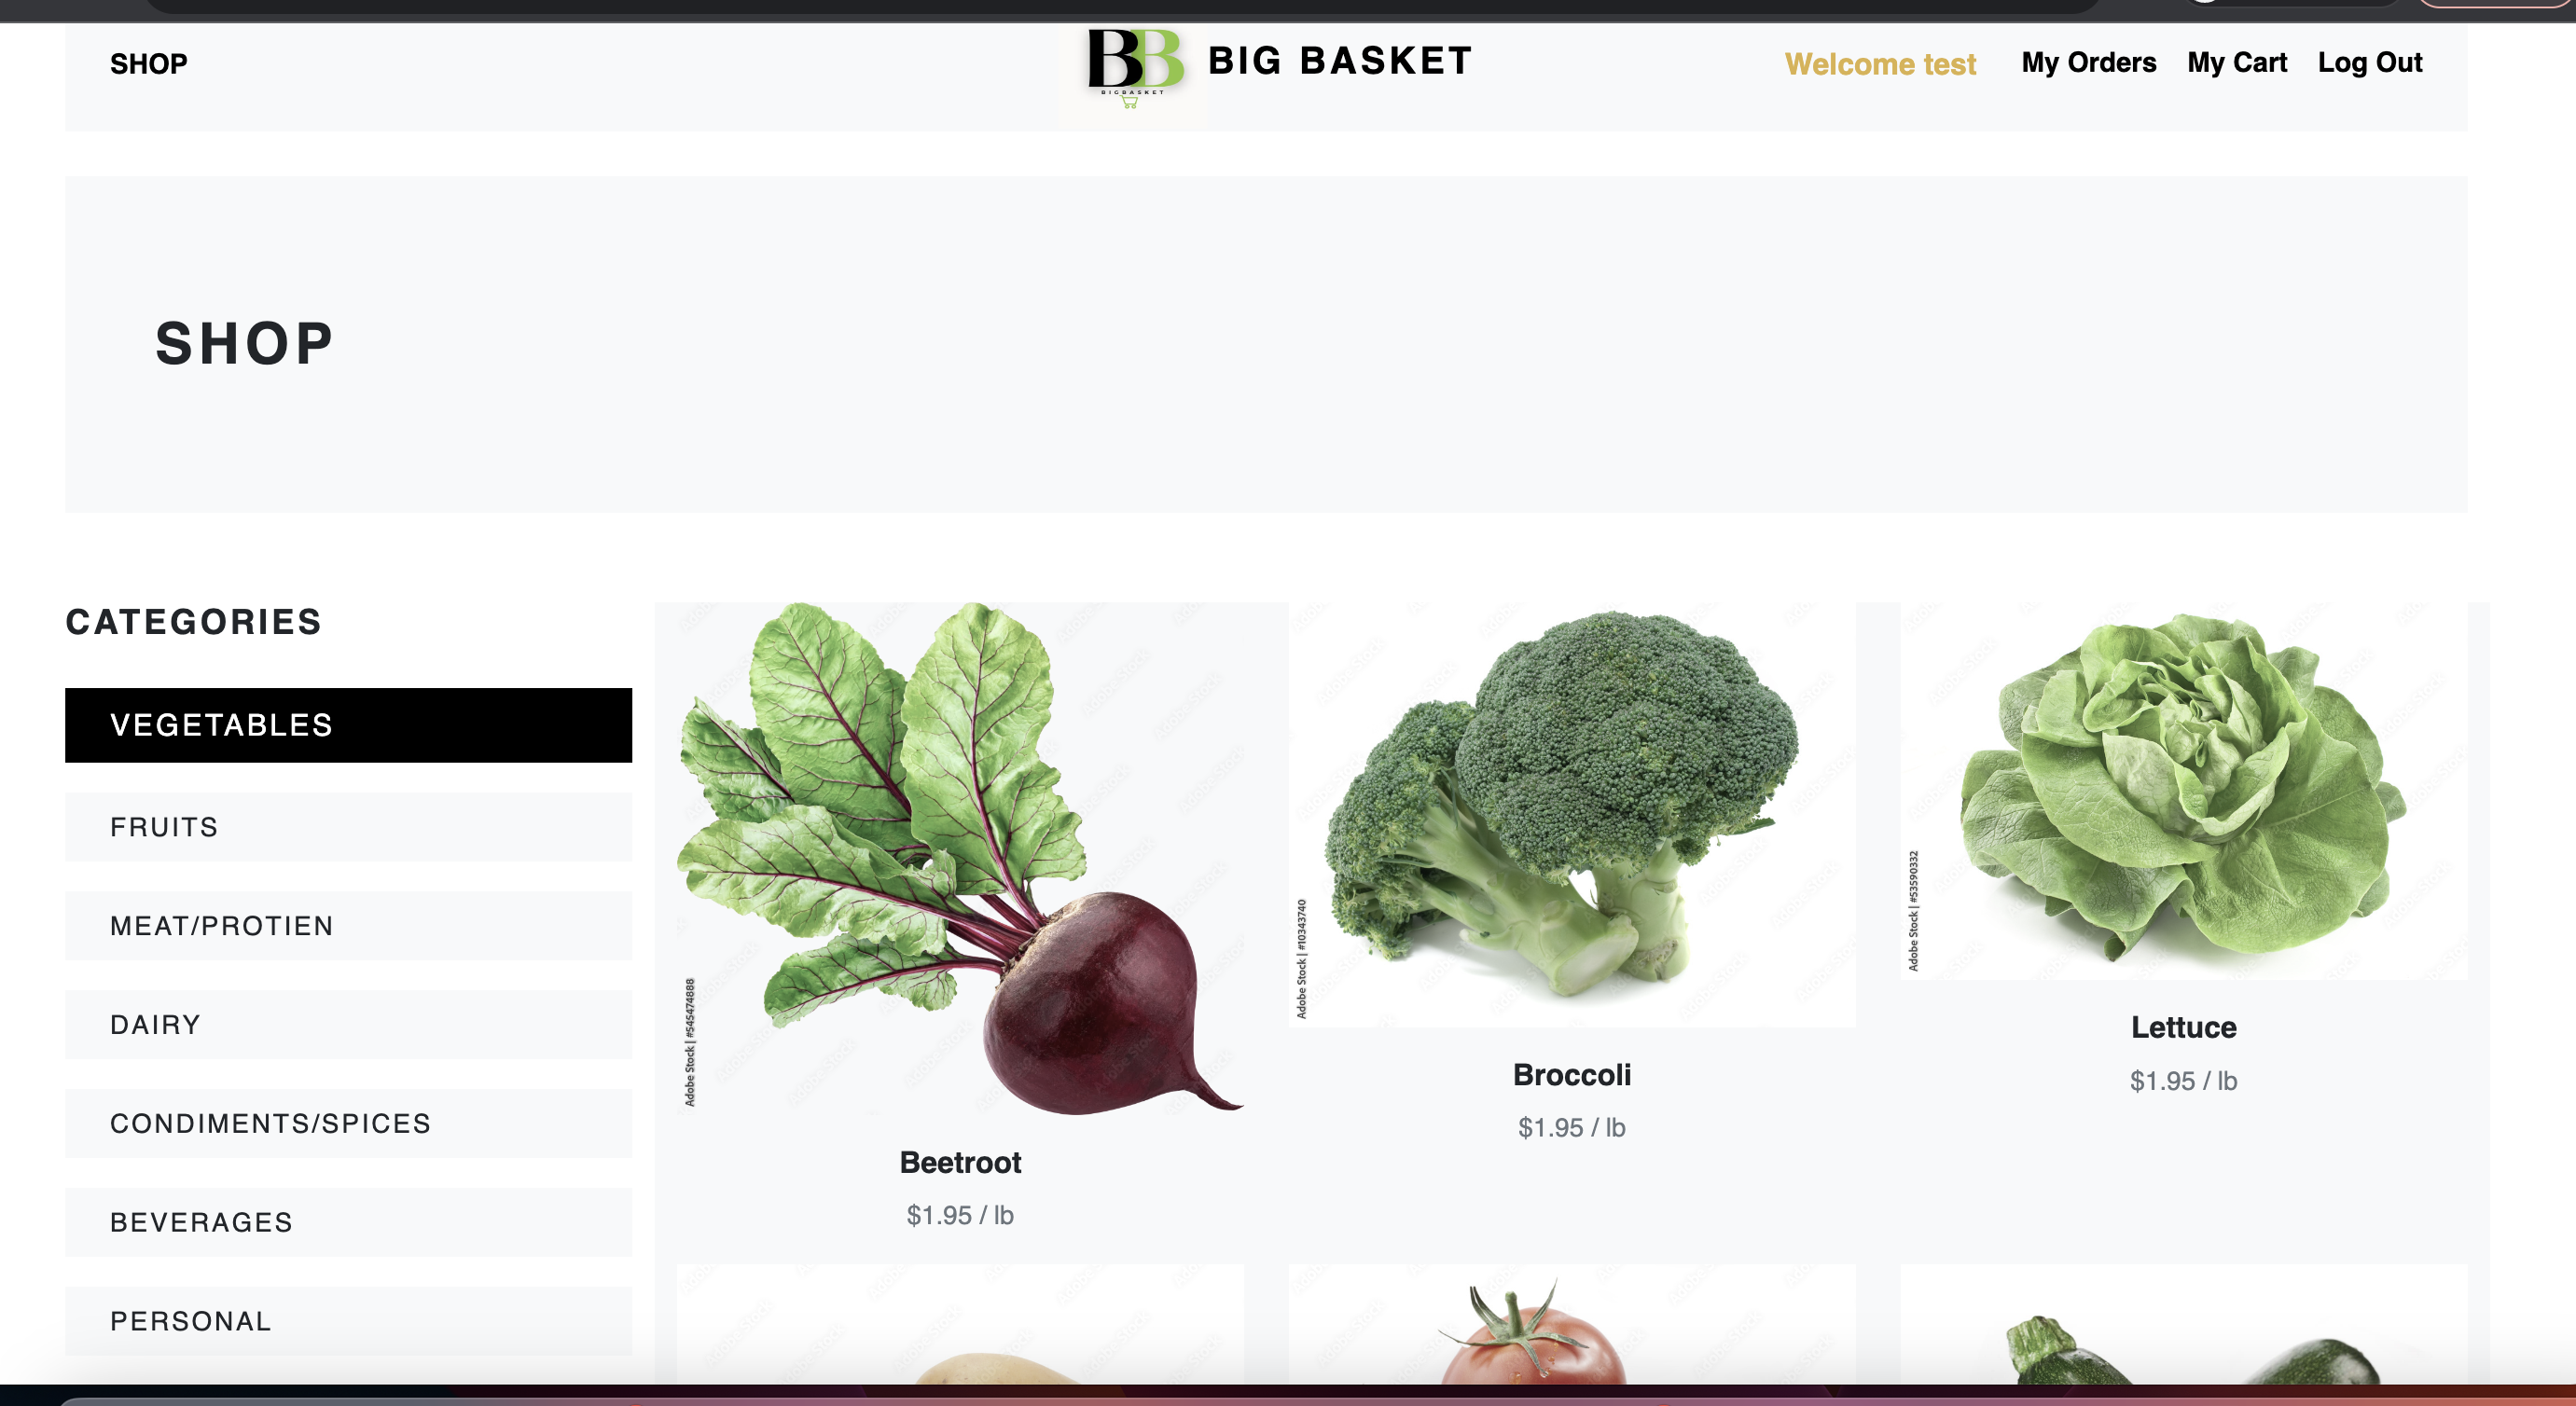 SHOP
BB
BIGBASKET
BIG BASKET
Welcome test
My Orders
My Cart
Log Out
SHOP
CATEGORIES
VEGETABLES
FRUITS
MEAT/PROTIEN
DAIRY
CONDIMENTS/SPICES
BEVERAGES
PERSONAL
Adobe Stock | #545474888
Beetroot
$1.95 / lb
Adobe Stock | #10343740
Broccoli
$1.95 / lb
Adobe Stock | #53590332
Lettuce
$1.95 / lb